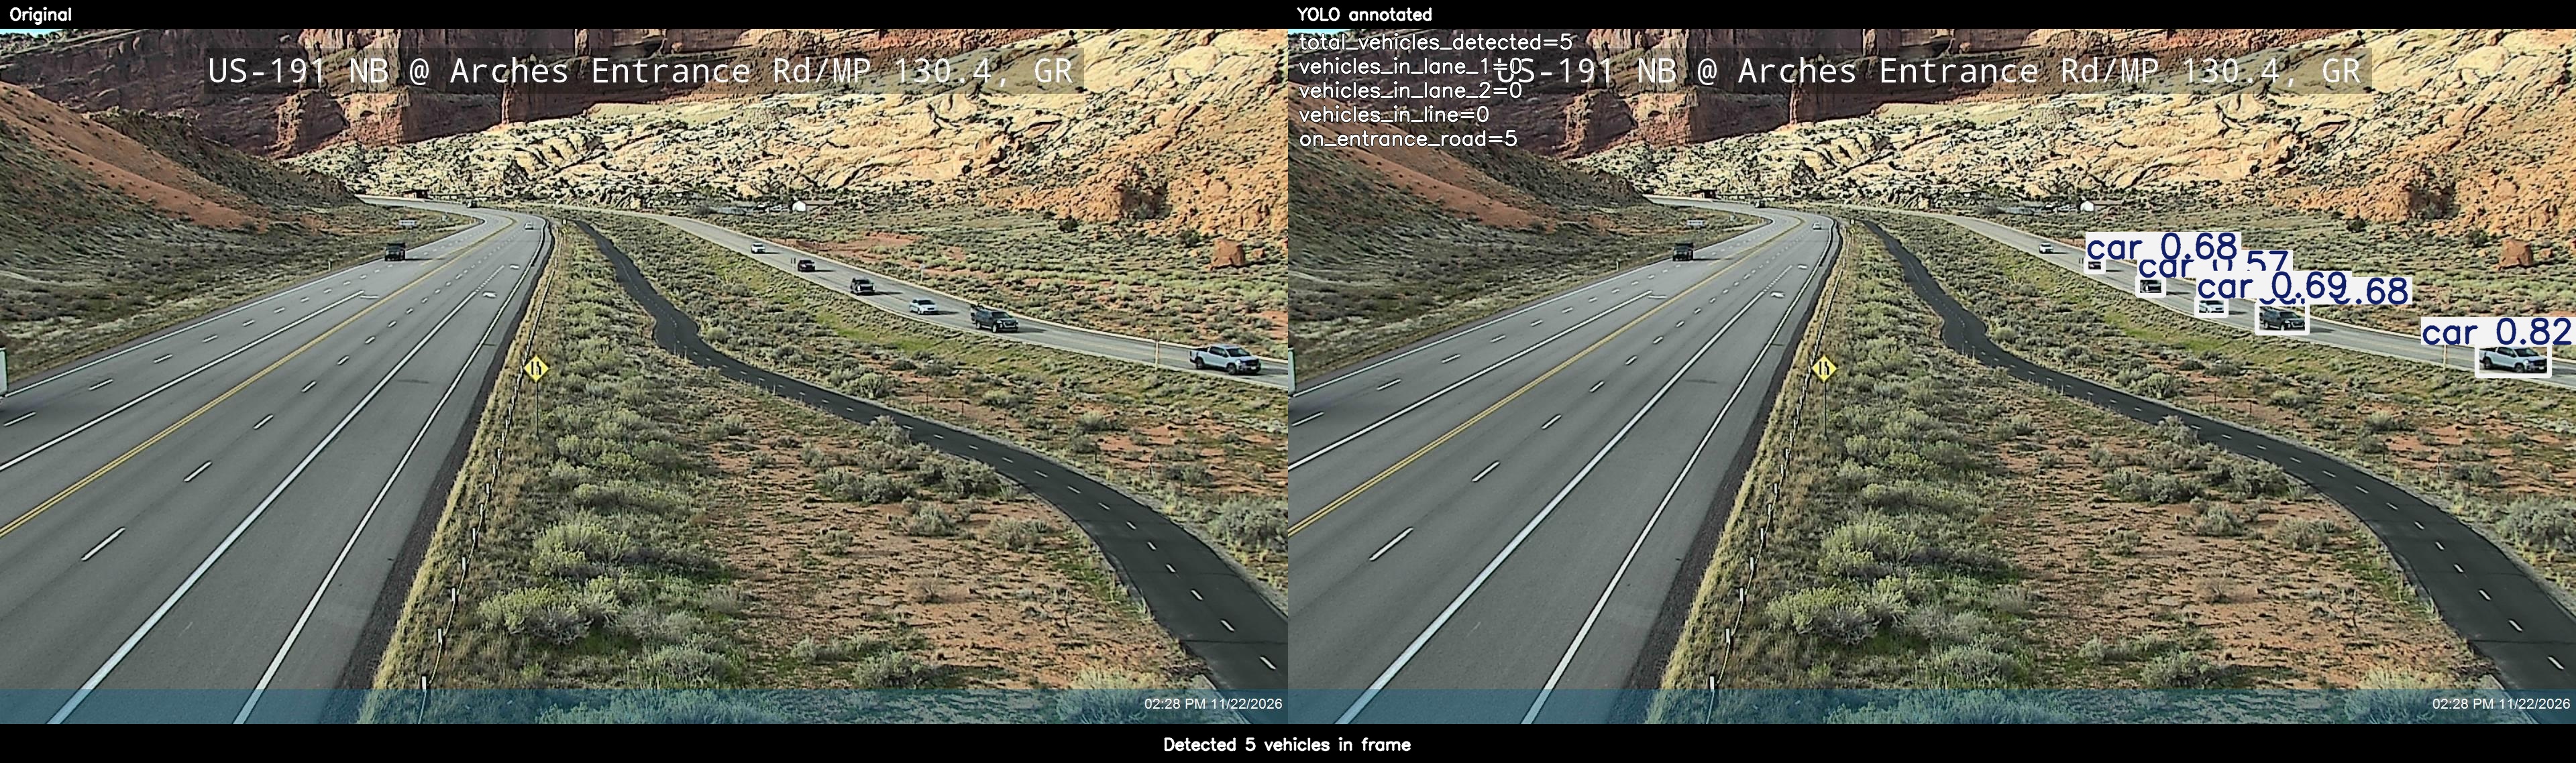 Original
US-191 NB @ Arches Entrance Rd/MP 130.4, GR
02:28 PM 11/22/2026
YOLO annotated
total_vehicles_detected=5
vehicles_in_lane_1=0
US-191 NB @ Arches Entrance Rd/MP 130.4, GR
vehicles_in_lane_2=0
vehicles_in_line=0
on_entrance_road=5
car 0.68
car 0.57
car 0.69
.68
car 0.82
02:28 PM 11/22/2026
Detected 5 vehicles in frame